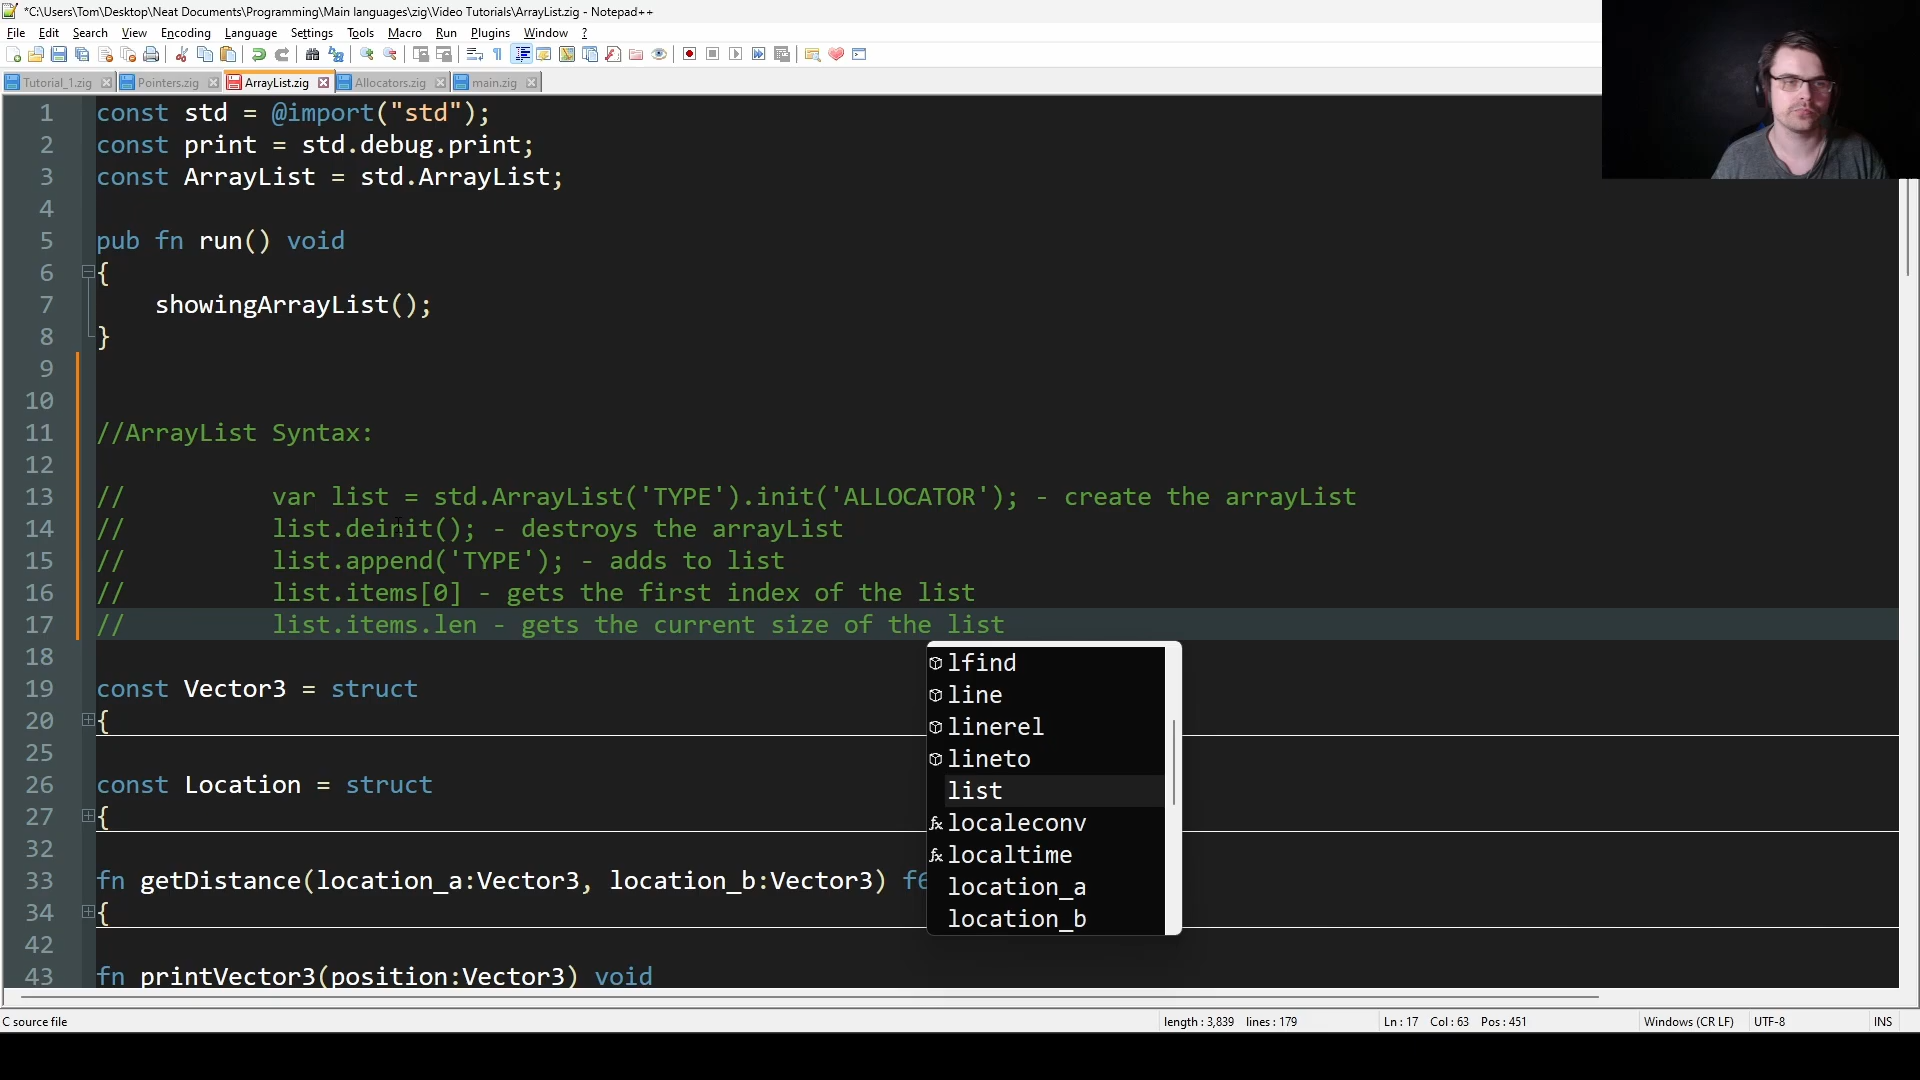 *C:\Users\Tom\Desktop\Neat Documents\Programming\Main languages\zig\Video Tutorials\ArrayList.zig - Notepad++
File Edit Search View Encoding Language Settings Tools Macro Run Plugins Window ?
Tutorial_1.zig Pointers.zig ArrayList.zig Allocators.zig main.zig
1 const std = @import("std");
2 const print = std.debug.print;
3 const ArrayList = std.ArrayList;
4
5 pub fn run() void
6 {
7 showingArrayList();
8 }
9
10
11 //ArrayList Syntax:
12
13 // var list = std.ArrayList('TYPE').init('ALLOCATOR'); - create the arrayList
14 // list.deinit(); - destroys the arrayList
15 // list.append('TYPE'); - adds to list
16 // list.items[0] - gets the first index of the list
17 // list.items.len - gets the current size of the list
18
19 const Vector3 = struct
20 {
25
26 const Location = struct
27 {
32
33 fn getDistance(location_a:Vector3, location_b:Vector3) f6
34 {
42
43 fn printVector3(position:Vector3) void
lfind
line
linerel
lineto
list
localeconv
localtime
location_a
location_b
C source file length : 3,839 lines : 179 Ln : 17 Col : 63 Pos : 451 Windows (CR LF) UTF-8 INS